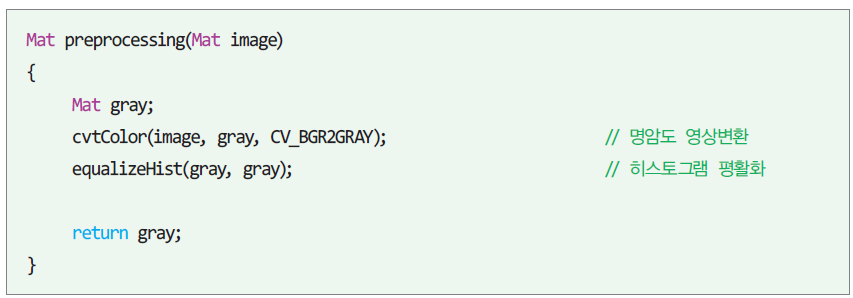 Mat preprocessing(Mat image)
{
Mat gray;
cvtColor(image, gray, CV_BGR2GRAY); // 명암도 영상변환
equalizeHist(gray, gray); // 히스토그램 평활화
return gray;
}